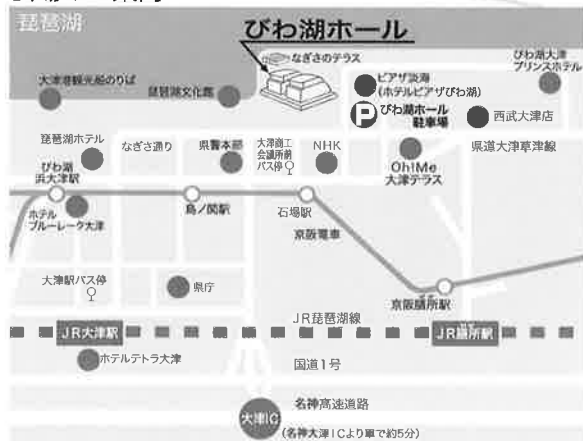 琵琶湖
びわ湖ホール
なぎさのテラス
びわ湖大津
プリンスホテル
大津港観光船のりば
琵琶湖文化館
ピアザ淡海
(ホテルピアザびわ湖)
P
びわ湖ホール
駐車場
西武大津店
琵琶湖ホテル
なぎさ通り
県警本部
大津商工
会議所前
バス停
NHK
Oh!Me
大津テラス
県道大津草津線
びわ湖
浜大津駅
ホテル
ブルーレーク大津
島ノ関駅
石場駅
京阪電車
大津駅バス停
県庁
京阪膳所駅
JR琵琶湖線
JR大津駅
JR膳所駅
ホテルテトラ大津
国道1号
大津IC
名神高速道路
(名神大津ICより車で約5分)